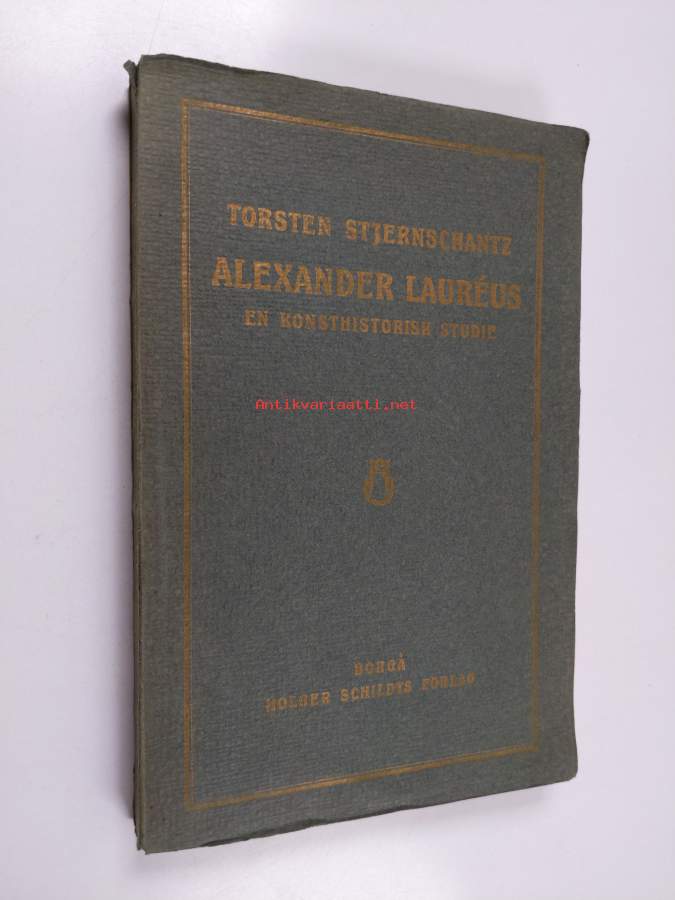 TORSTEN STJERNSCHANTZ
ALEXANDER LAURÉUS
EN KONSTHISTORISK STUDIE
Antikvariaatti.net
BORGÅ
HOLGER SCHILDTS FÖRLAG